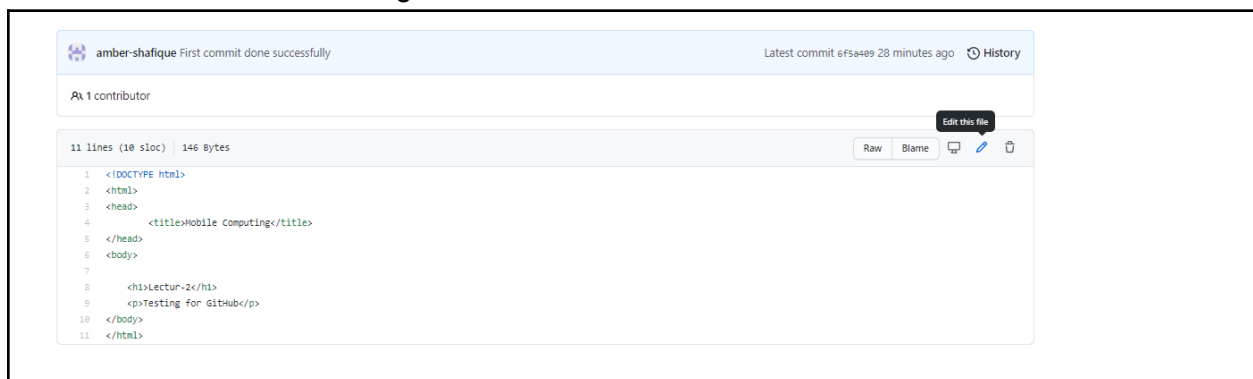 amber-shafique First commit done successfully Latest commit 6f5a409 28 minutes ago History
1 contributor
Edit this file
11 lines (10 sloc) 146 Bytes Raw Blame
1 <!DOCTYPE html>
2 <html>
3 <head>
4 <title>Mobile Computing</title>
5 </head>
6 <body>
7
8 <h1>Lectur-2</h1>
9 <p>Testing for GitHub</p>
10 </body>
11 </html>